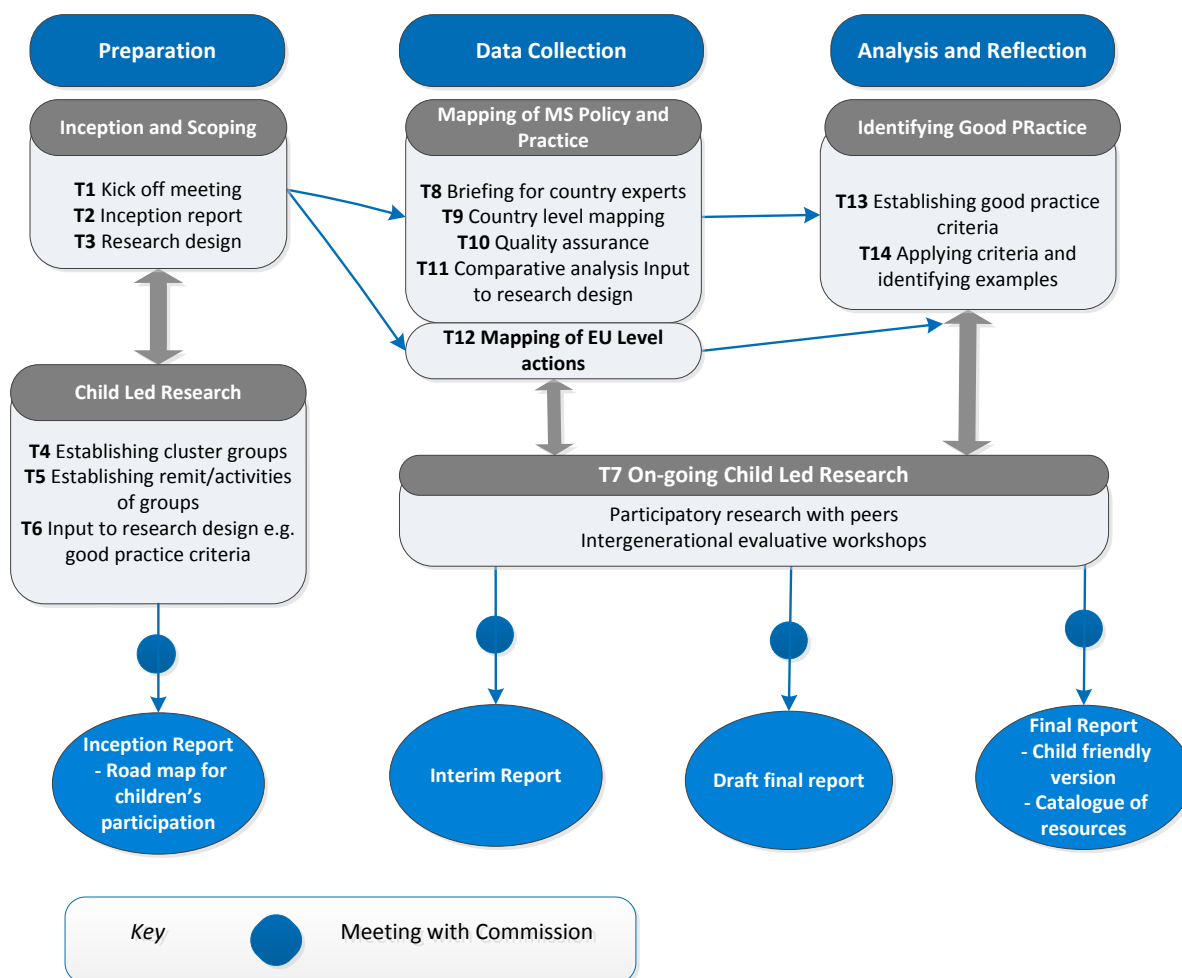 Preparation
Data Collection
Analysis and Reflection
Inception and Scoping
T1 Kick off meeting
T2 Inception report
T3 Research design
Mapping of MS Policy and
Practice
T8 Briefing for country experts
T9 Country level mapping
T10 Quality assurance
T11 Comparative analysis Input
to research design
T12 Mapping of EU Level
actions
Identifying Good PRactice
T13 Establishing good practice
criteria
T14 Applying criteria and
identifying examples
Child Led Research
T4 Establishing cluster groups
T5 Establishing remit/activities
of groups
T6 Input to research design e.g.
good practice criteria
T7 On-going Child Led Research
Participatory research with peers
Intergenerational evaluative workshops
Inception Report
- Road map for
children’s
participation
Interim Report
Draft final report
Final Report
- Child friendly
version
- Catalogue of
resources
Key
Meeting with Commission